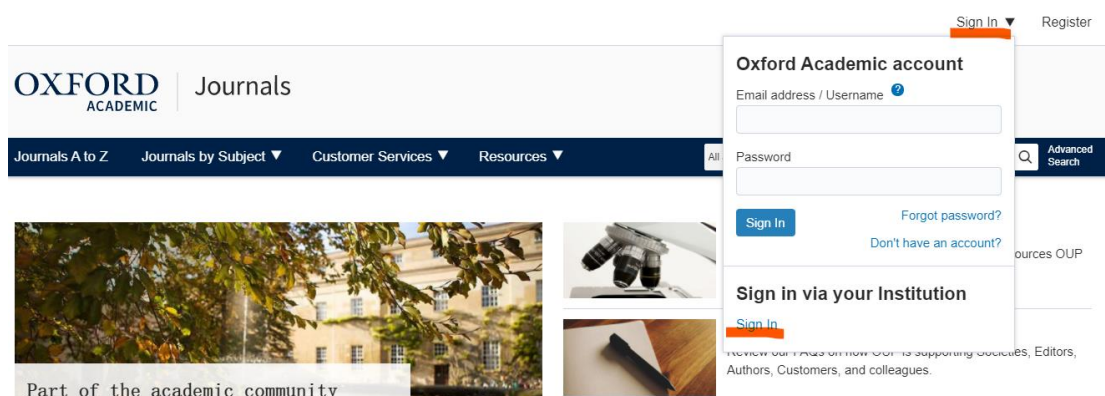 Sign In ▼ Register
OXFORD
ACADEMIC
Journals
Oxford Academic account
Email address / Username ?
Journals A to Z Journals by Subject ▼ Customer Services ▼ Resources ▼
All
Password
Advanced
Search
Sign In
Forgot password?
Don't have an account?
ources OUP
Sign in via your Institution
Sign In
Review our FAQs on how OUP is supporting Societies, Editors,
Authors, Customers, and colleagues.
Part of the academic community